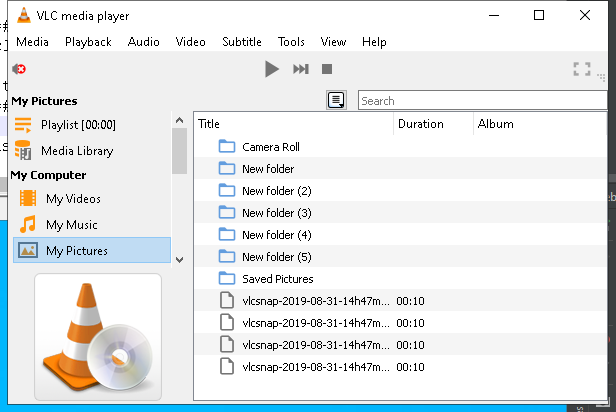 VLC media player
Media Playback Audio Video Subtitle Tools View Help
My Pictures
Search
Playlist [00:00]
Title Duration Album
Media Library
Camera Roll
My Computer
New folder
My Videos
New folder (2)
My Music
New folder (3)
My Pictures
New folder (4)
New folder (5)
Saved Pictures
vlcsnap-2019-08-31-14h47m... 00:10
vlcsnap-2019-08-31-14h47m... 00:10
vlcsnap-2019-08-31-14h47m... 00:10
vlcsnap-2019-08-31-14h47m... 00:10